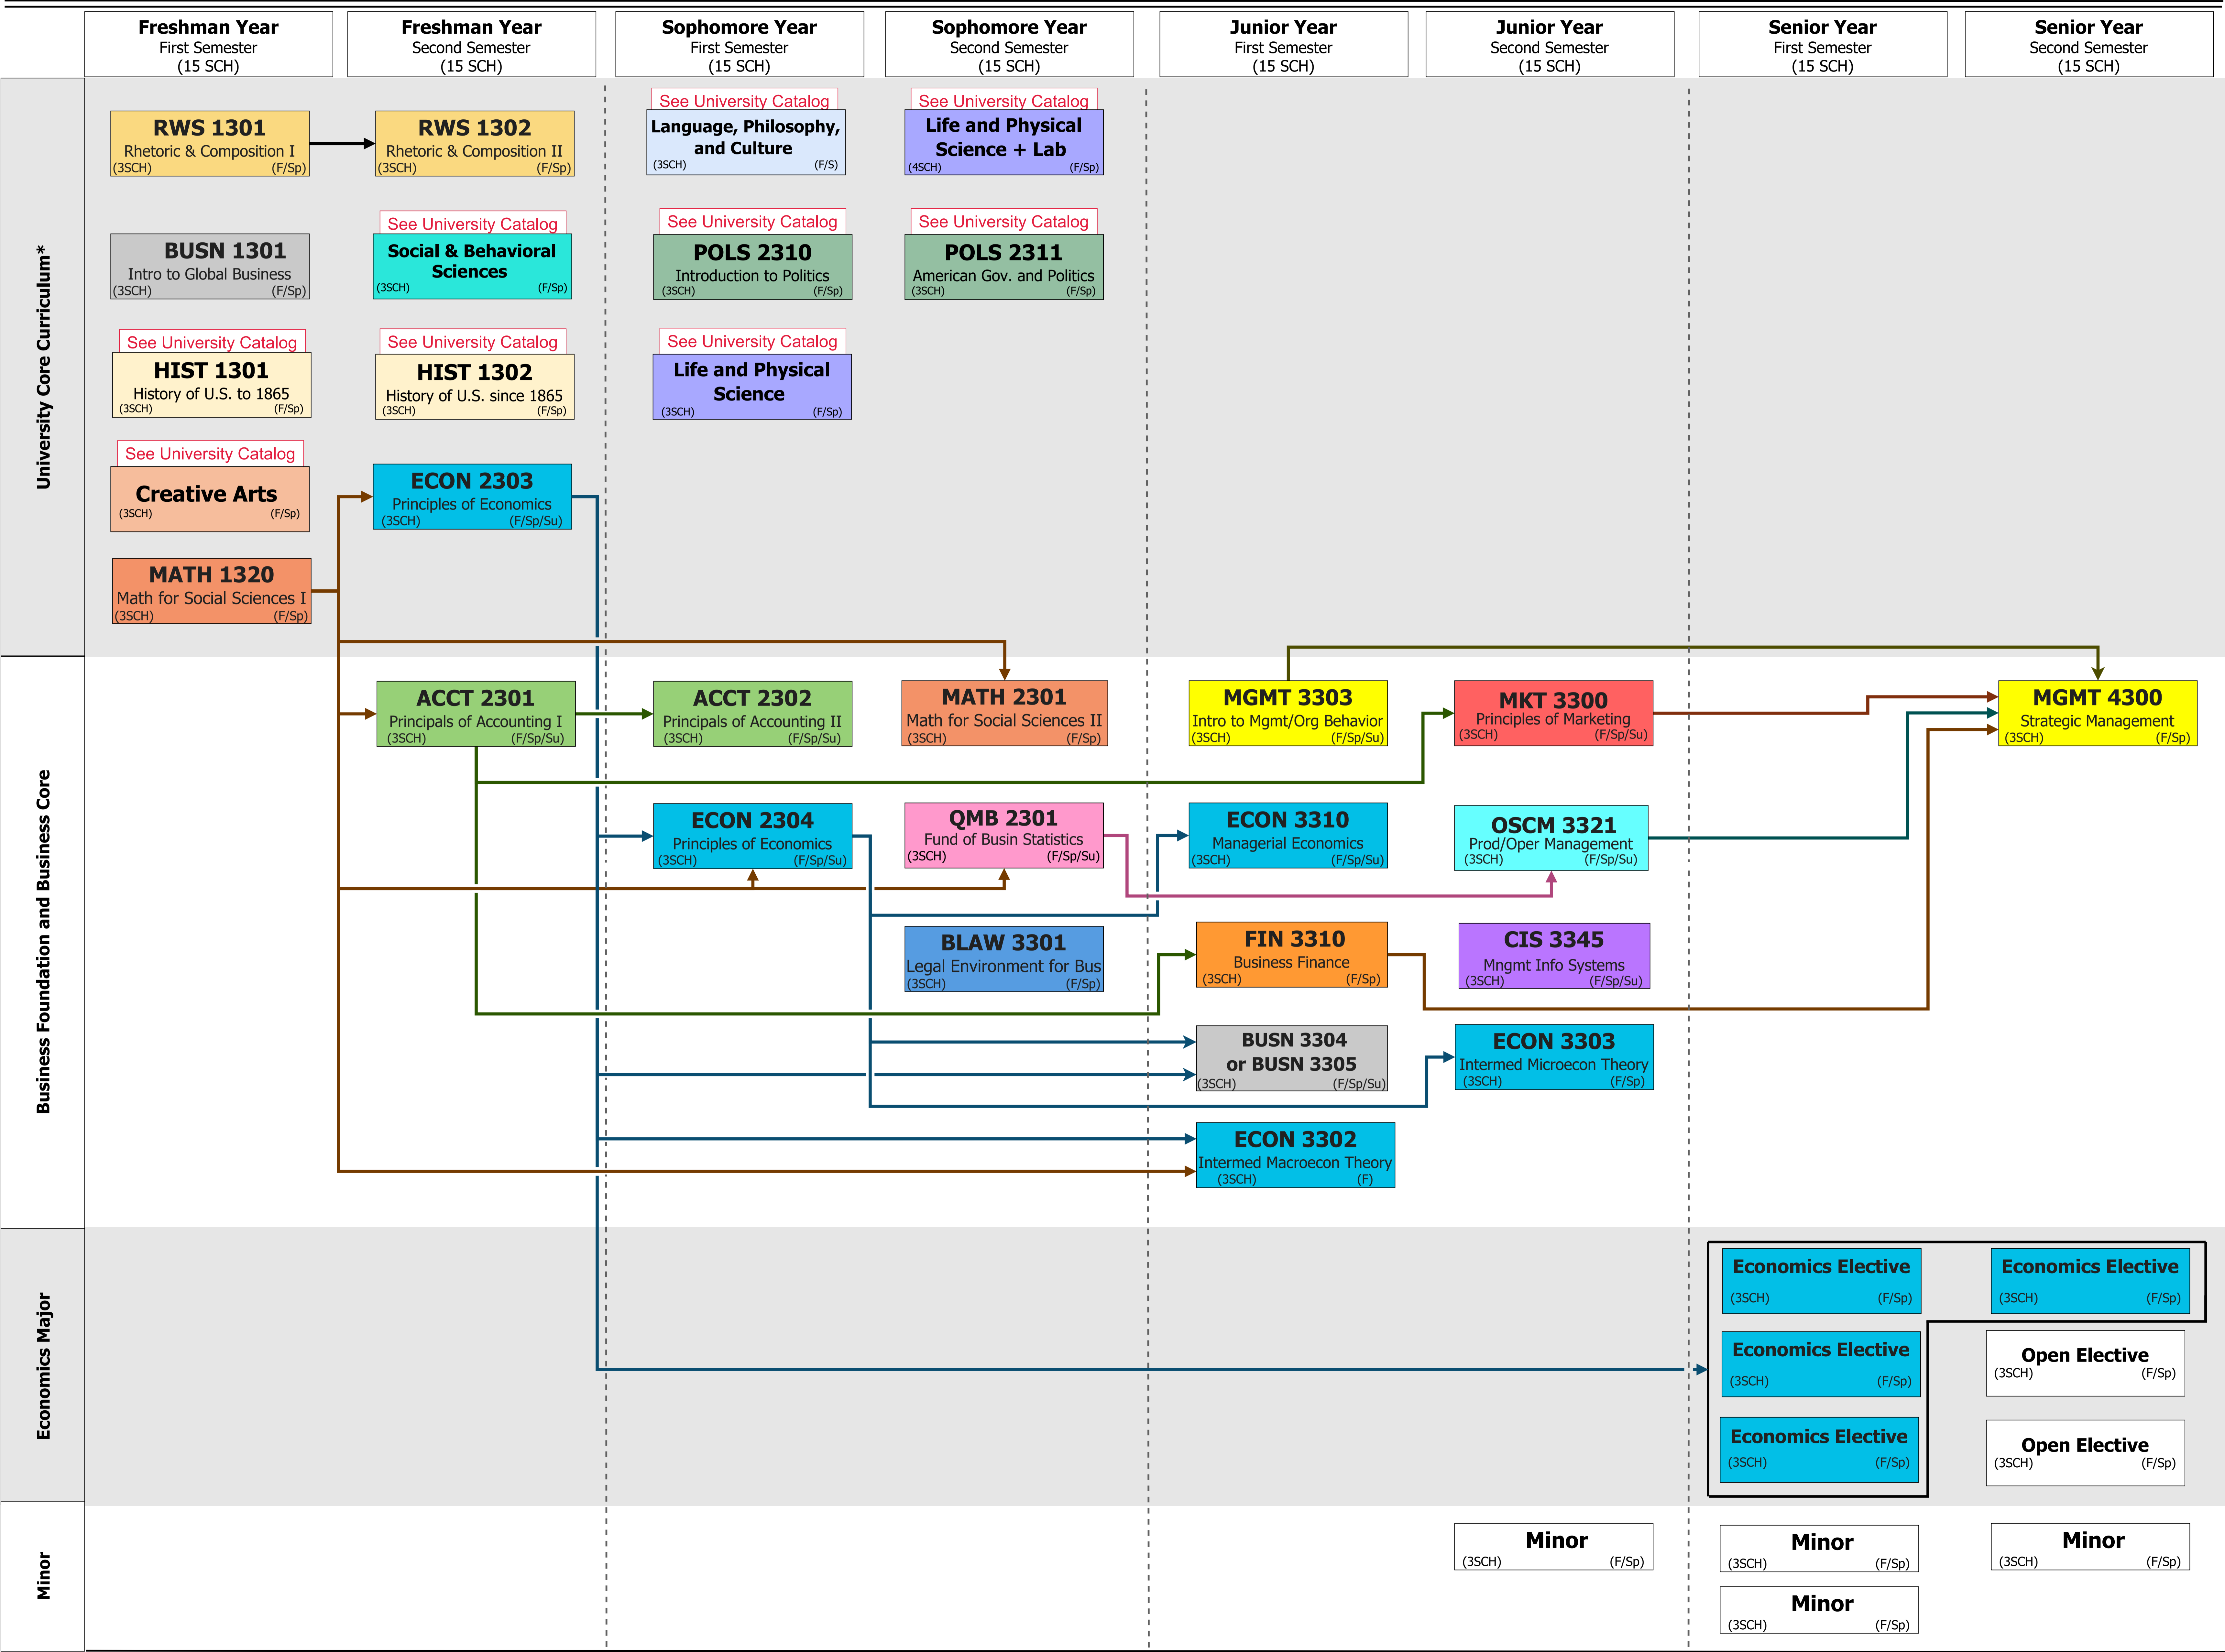 Freshman Year
First Semester
(15 SCH)
Freshman Year
Second Semester
(15 SCH)
Sophomore Year
First Semester
(15 SCH)
Sophomore Year
Second Semester
(15 SCH)
Junior Year
First Semester
(15 SCH)
Junior Year
Second Semester
(15 SCH)
Senior Year
First Semester
(15 SCH)
Senior Year
Second Semester
(15 SCH)
University Core Curriculum*
RWS 1301
Rhetoric & Composition I
(3SCH) (F/Sp)
RWS 1302
Rhetoric & Composition II
(3SCH) (F/Sp)
See University Catalog
Language, Philosophy,
and Culture
(3SCH) (F/S)
See University Catalog
Life and Physical
Science + Lab
(4SCH) (F/Sp)
BUSN 1301
Intro to Global Business
(3SCH) (F/Sp)
See University Catalog
Social & Behavioral
Sciences
(3SCH) (F/Sp)
See University Catalog
POLS 2310
Introduction to Politics
(3SCH) (F/Sp)
See University Catalog
POLS 2311
American Gov. and Politics
(3SCH) (F/Sp)
See University Catalog
HIST 1301
History of U.S. to 1865
(3SCH) (F/Sp)
See University Catalog
HIST 1302
History of U.S. since 1865
(3SCH) (F/Sp)
See University Catalog
Life and Physical
Science
(3SCH) (F/Sp)
See University Catalog
Creative Arts
(3SCH) (F/Sp)
ECON 2303
Principles of Economics
(3SCH) (F/Sp/Su)
MATH 1320
Math for Social Sciences I
(3SCH) (F/Sp)
Business Foundation and Business Core
ACCT 2301
Principals of Accounting I
(3SCH) (F/Sp/Su)
ACCT 2302
Principals of Accounting II
(3SCH) (F/Sp/Su)
MATH 2301
Math for Social Sciences II
(3SCH) (F/Sp)
MGMT 3303
Intro to Mgmt/Org Behavior
(3SCH) (F/Sp/Su)
MKT 3300
Principles of Marketing
(3SCH) (F/Sp/Su)
MGMT 4300
Strategic Management
(3SCH) (F/Sp)
ECON 2304
Principles of Economics
(3SCH) (F/Sp/Su)
QMB 2301
Fund of Busin Statistics
(3SCH) (F/Sp/Su)
ECON 3310
Managerial Economics
(3SCH) (F/Sp/Su)
OSCM 3321
Prod/Oper Management
(3SCH) (F/Sp/Su)
BLAW 3301
Legal Environment for Bus
(3SCH) (F/Sp)
FIN 3310
Business Finance
(3SCH) (F/Sp)
CIS 3345
Mngmt Info Systems
(3SCH) (F/Sp/Su)
BUSN 3304
or BUSN 3305
(3SCH) (F/Sp/Su)
ECON 3303
Intermed Microecon Theory
(3SCH) (F/Sp)
ECON 3302
Intermed Macroecon Theory
(3SCH) (F)
Economics Major
Economics Elective
(3SCH) (F/Sp)
Economics Elective
(3SCH) (F/Sp)
Economics Elective
(3SCH) (F/Sp)
Open Elective
(3SCH) (F/Sp)
Economics Elective
(3SCH) (F/Sp)
Open Elective
(3SCH) (F/Sp)
Minor
Minor
(3SCH) (F/Sp)
Minor
(3SCH) (F/Sp)
Minor
(3SCH) (F/Sp)
Minor
(3SCH) (F/Sp)